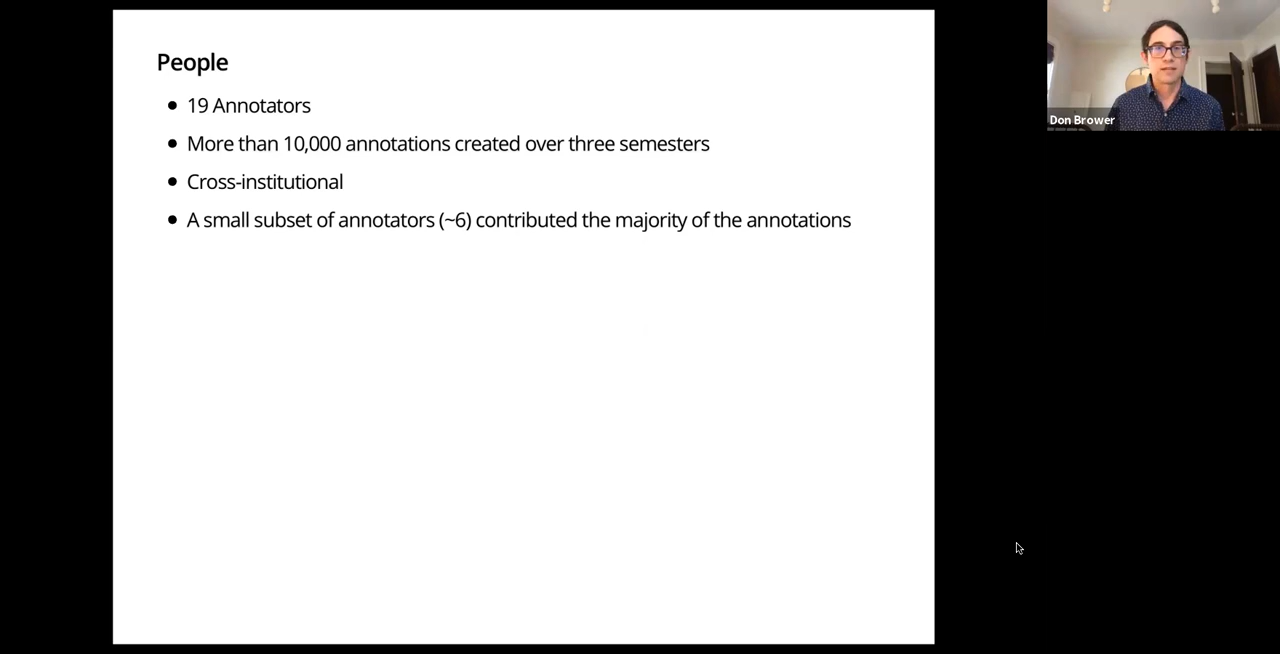 People
19 Annotators
More than 10,000 annotations created over three semesters
Cross-institutional
A small subset of annotators (~6) contributed the majority of the annotations
Don Brower